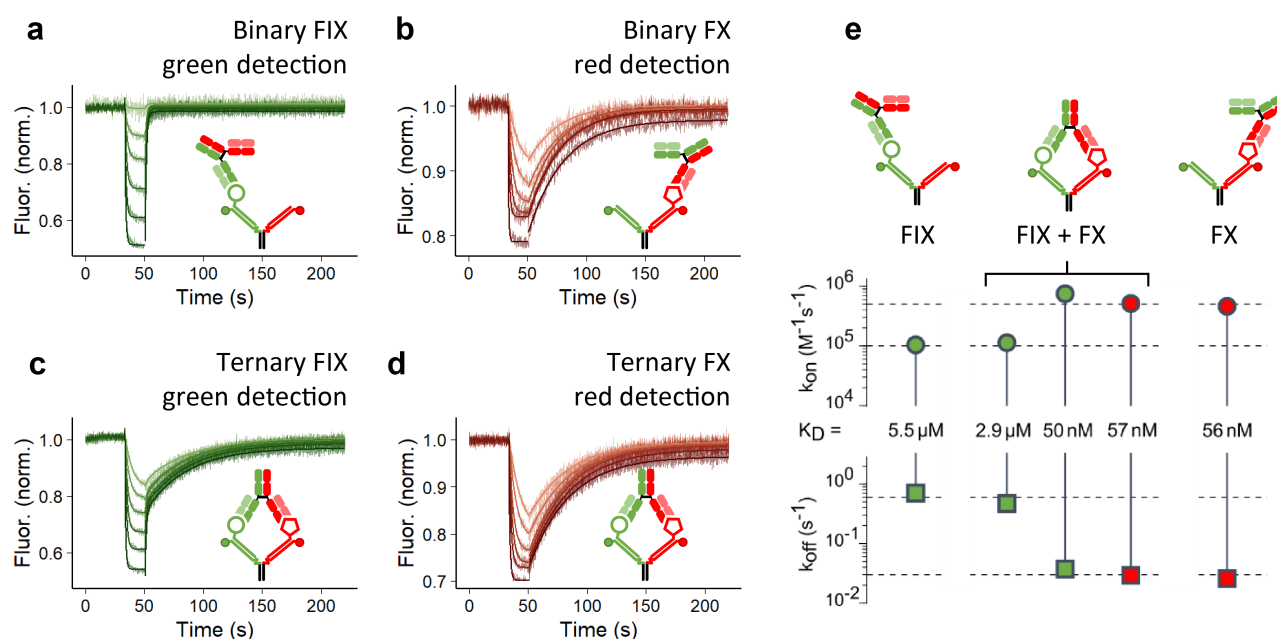 a
Binary FIX
green detection
Fluor. (norm.)
1.0
0.8
0.6
0 50 100 150 200
Time (s)
b
Binary FX
red detection
Fluor. (norm.)
1.0
0.9
0.8
0 50 100 150 200
Time (s)
c
Ternary FIX
green detection
Fluor. (norm.)
1.0
0.8
0.6
0 50 100 150 200
Time (s)
d
Ternary FX
red detection
Fluor. (norm.)
1.0
0.9
0.8
0.7
0 50 100 150 200
Time (s)
e
FIX FIX + FX FX
kon (M⁻¹s⁻¹)
10⁶
10⁵
10⁴
KD = 5.5 µM 2.9 µM 50 nM 57 nM 56 nM
koff (s⁻¹)
10⁰
10⁻¹
10⁻²